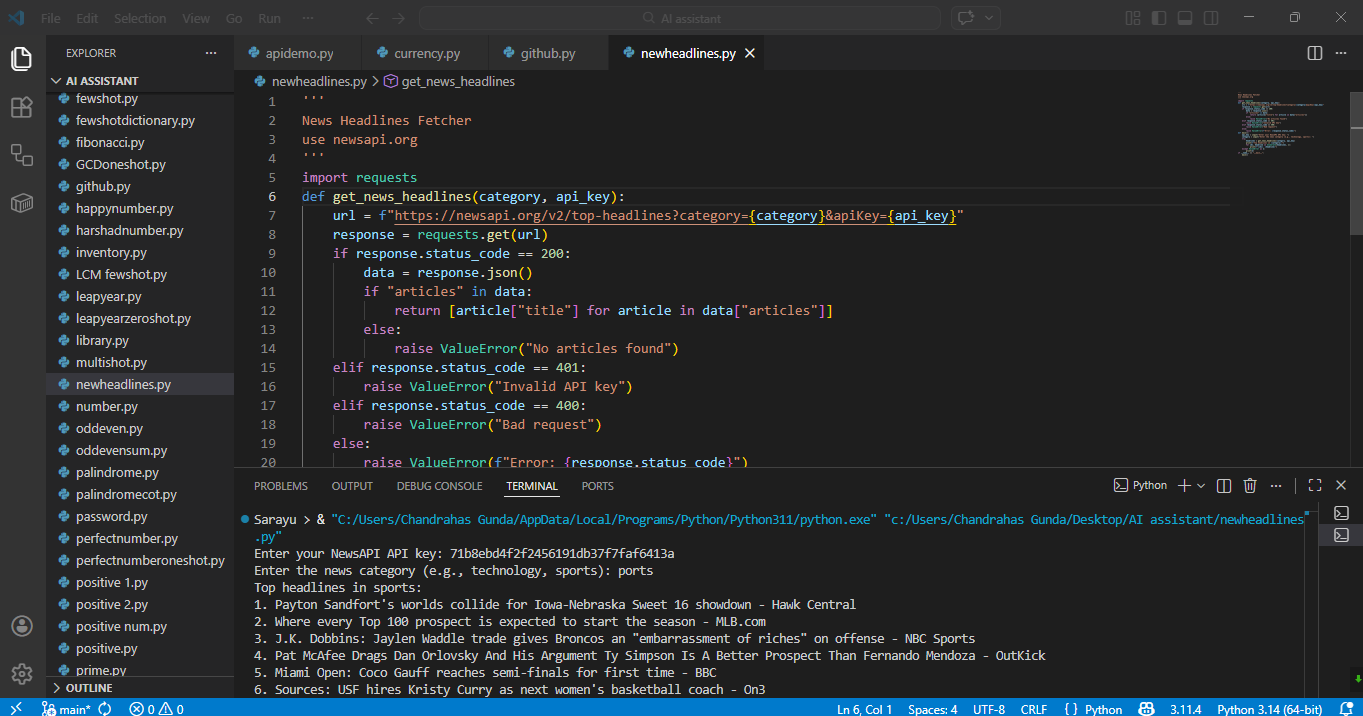 File Edit Selection View Go Run ··· AI assistant
EXPLORER ···
AI ASSISTANT
fewshot.py
fewshotdictionary.py
fibonacci.py
GCDoneshot.py
github.py
happynumber.py
harshadnumber.py
inventory.py
LCM fewshot.py
leapyear.py
leapyearzeroshot.py
library.py
multishot.py
newheadlines.py
number.py
oddeven.py
oddevensum.py
palindrome.py
palindromecot.py
password.py
perfectnumber.py
perfectnumberoneshot.py
positive 1.py
positive 2.py
positive num.py
positive.py
prime.py
OUTLINE
apidemo.py currency.py github.py newheadlines.py
newheadlines.py > get_news_headlines
1 '''
2 News Headlines Fetcher
3 use newsapi.org
4 '''
5 import requests
6 def get_news_headlines(category, api_key):
7 url = f"https://newsapi.org/v2/top-headlines?category={category}&apiKey={api_key}"
8 response = requests.get(url)
9 if response.status_code == 200:
10 data = response.json()
11 if "articles" in data:
12 return [article["title"] for article in data["articles"]]
13 else:
14 raise ValueError("No articles found")
15 elif response.status_code == 401:
16 raise ValueError("Invalid API key")
17 elif response.status_code == 400:
18 raise ValueError("Bad request")
19 else:
20 raise ValueError(f"Error: {response.status_code}")
PROBLEMS OUTPUT DEBUG CONSOLE TERMINAL PORTS Python
Sarayu > & "C:/Users/Chandrahas Gunda/AppData/Local/Programs/Python/Python311/python.exe" "c:/Users/Chandrahas Gunda/Desktop/AI assistant/newheadlines
.py"
Enter your NewsAPI API key: 71b8ebd4f2f2456191db37f7faf6413a
Enter the news category (e.g., technology, sports): ports
Top headlines in sports:
1. Payton Sandfort's worlds collide for Iowa-Nebraska Sweet 16 showdown - Hawk Central
2. Where every Top 100 prospect is expected to start the season - MLB.com
3. J.K. Dobbins: Jaylen Waddle trade gives Broncos an "embarrassment of riches" on offense - NBC Sports
4. Pat McAfee Drags Dan Orlovsky And His Argument Ty Simpson Is A Better Prospect Than Fernando Mendoza - OutKick
5. Miami Open: Coco Gauff reaches semi-finals for first time - BBC
6. Sources: USF hires Kristy Curry as next women's basketball coach - On3
main* 0 0 Ln 6, Col 1 Spaces: 4 UTF-8 CRLF { } Python 3.11.4 Python 3.14 (64-bit)